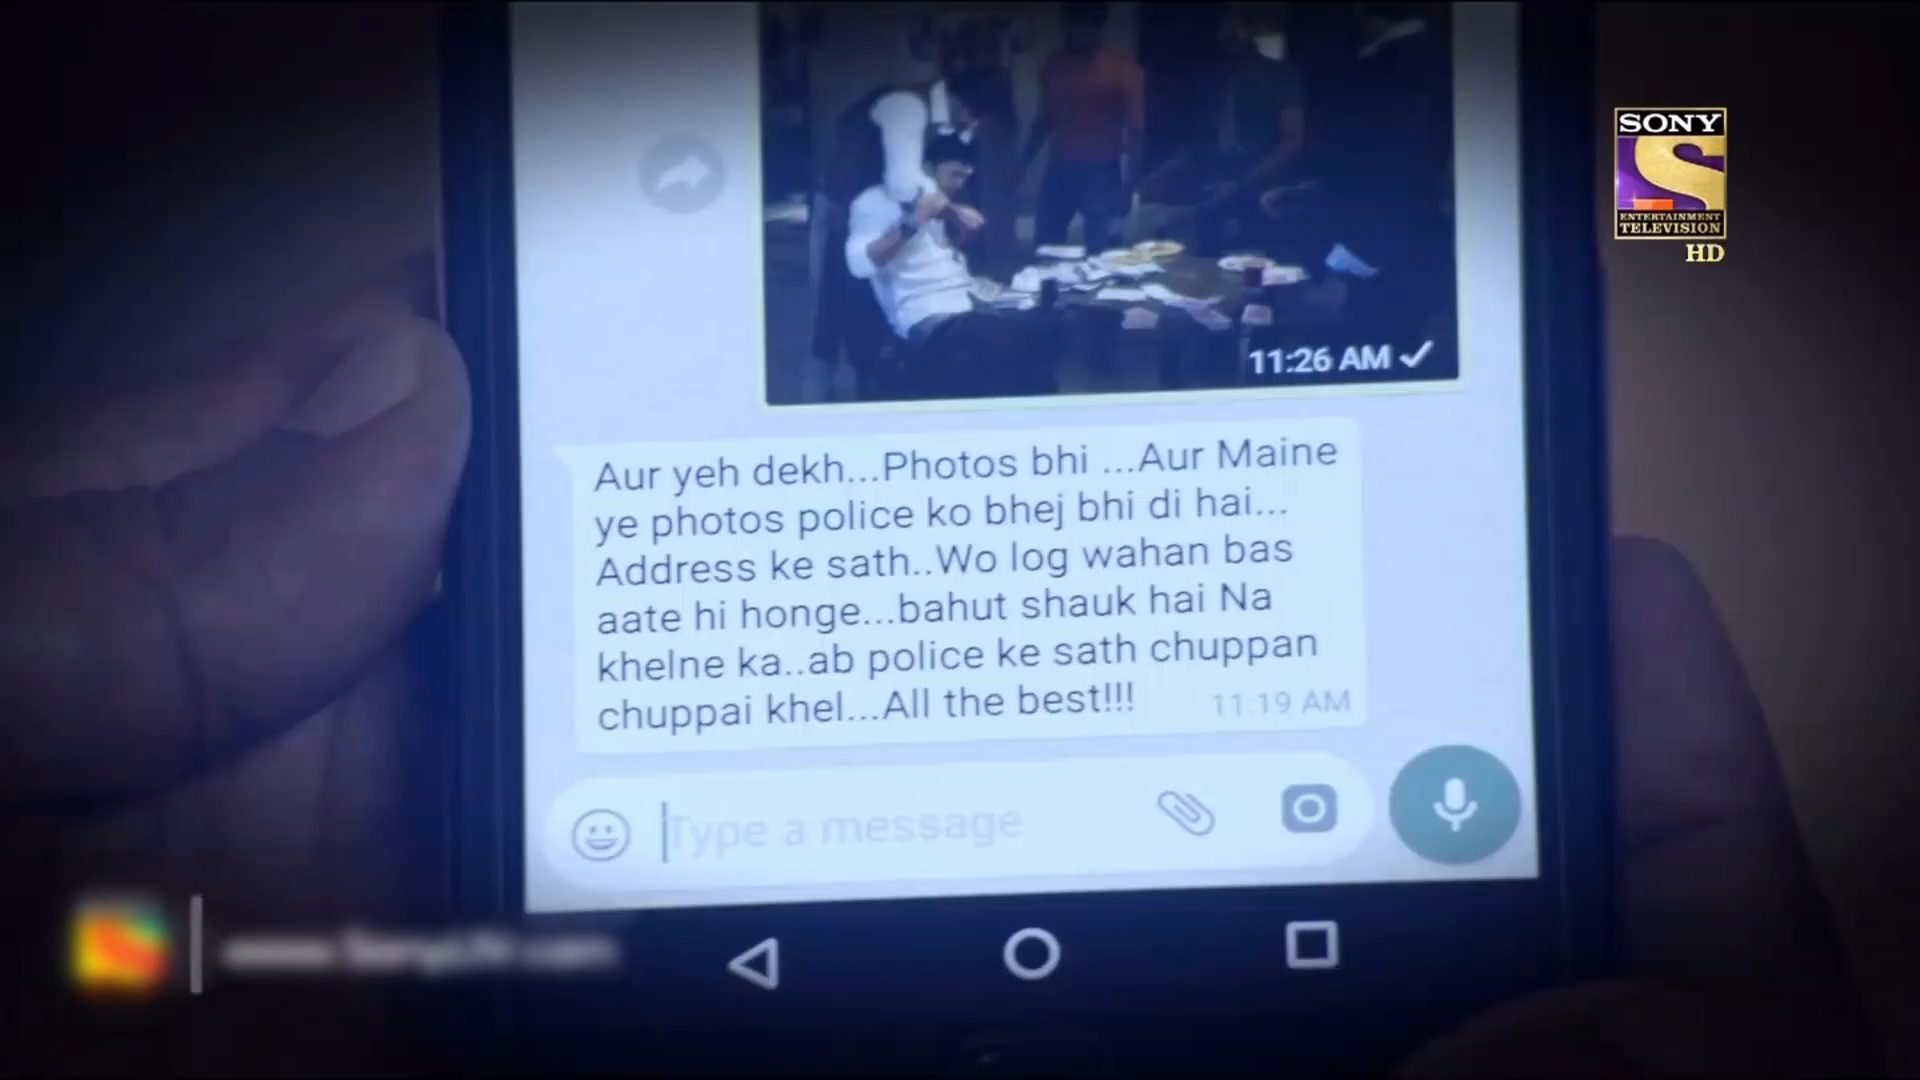 SONY
ENTERTAINMENT
TELEVISION
HD
11:26 AM
Aur yeh dekh...Photos bhi ...Aur Maine
ye photos police ko bhej bhi di hai...
Address ke sath..Wo log wahan bas
aate hi honge...bahut shauk hai Na
khelne ka..ab police ke sath chuppan
chuppai khel...All the best!!!
11:19 AM
Type a message